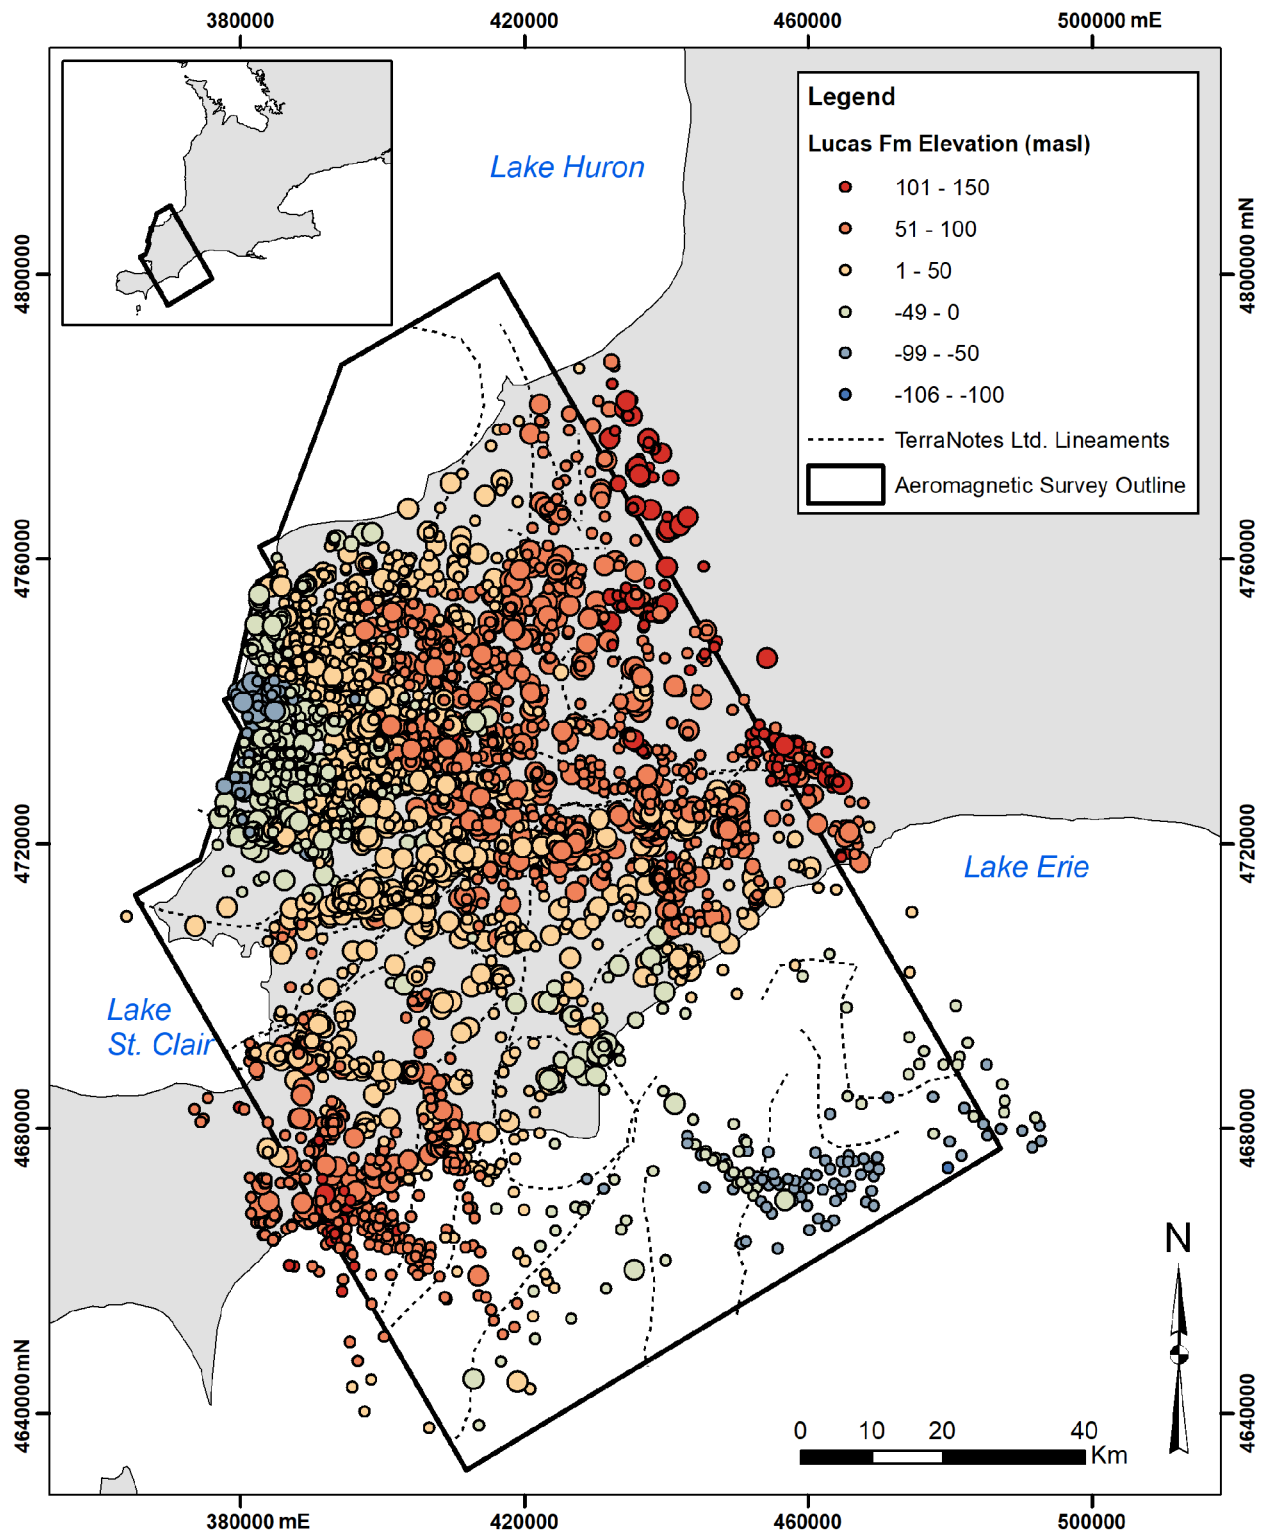 380000
420000
460000
500000 mE
Legend
Lucas Fm Elevation (masl)
101 - 150
51 - 100
1 - 50
-49 - 0
-99 - -50
-106 - -100
TerraNotes Ltd. Lineaments
Aeromagnetic Survey Outline
Lake Huron
4800000
4800000 mN
4760000
4760000
4720000
4720000
Lake Erie
Lake
St. Clair
4680000
4680000
N
4640000mN
4640000
0
10
20
40
Km
380000 mE
420000
460000
500000